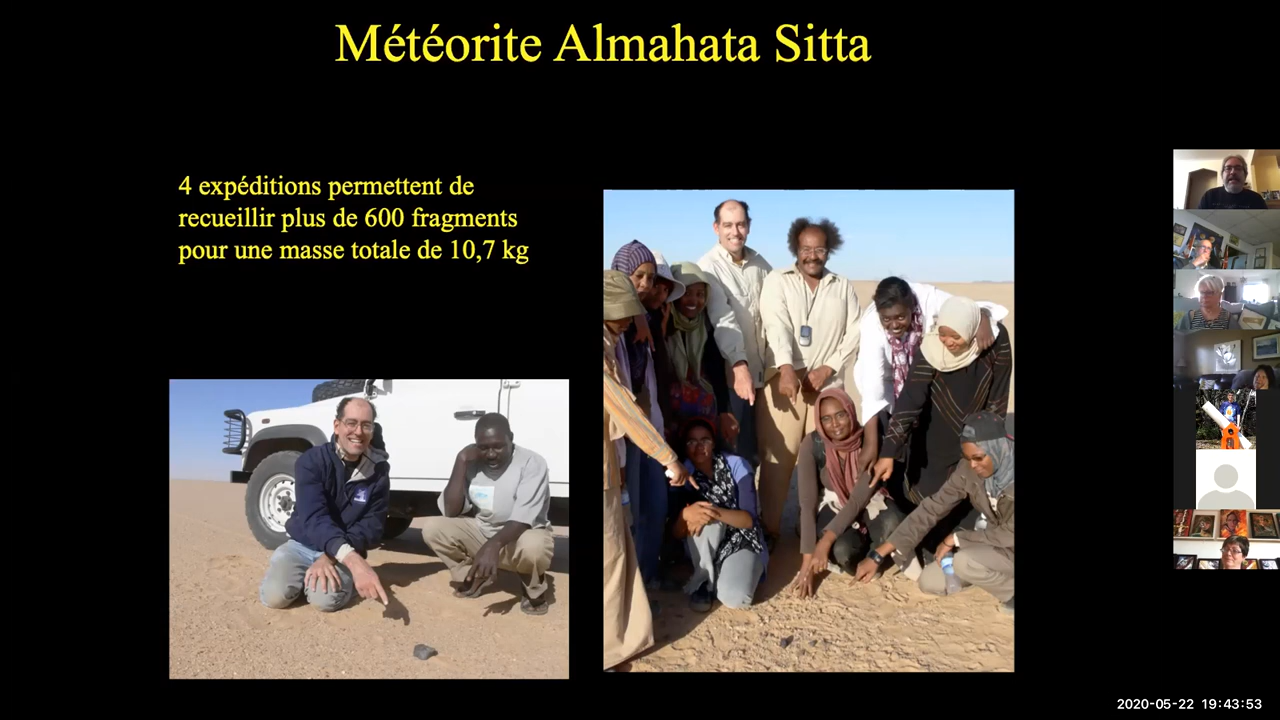 Météorite Almahata Sitta
4 expéditions permettent de
recueillir plus de 600 fragments
pour une masse totale de 10,7 kg
2020-05-22 19:43:53